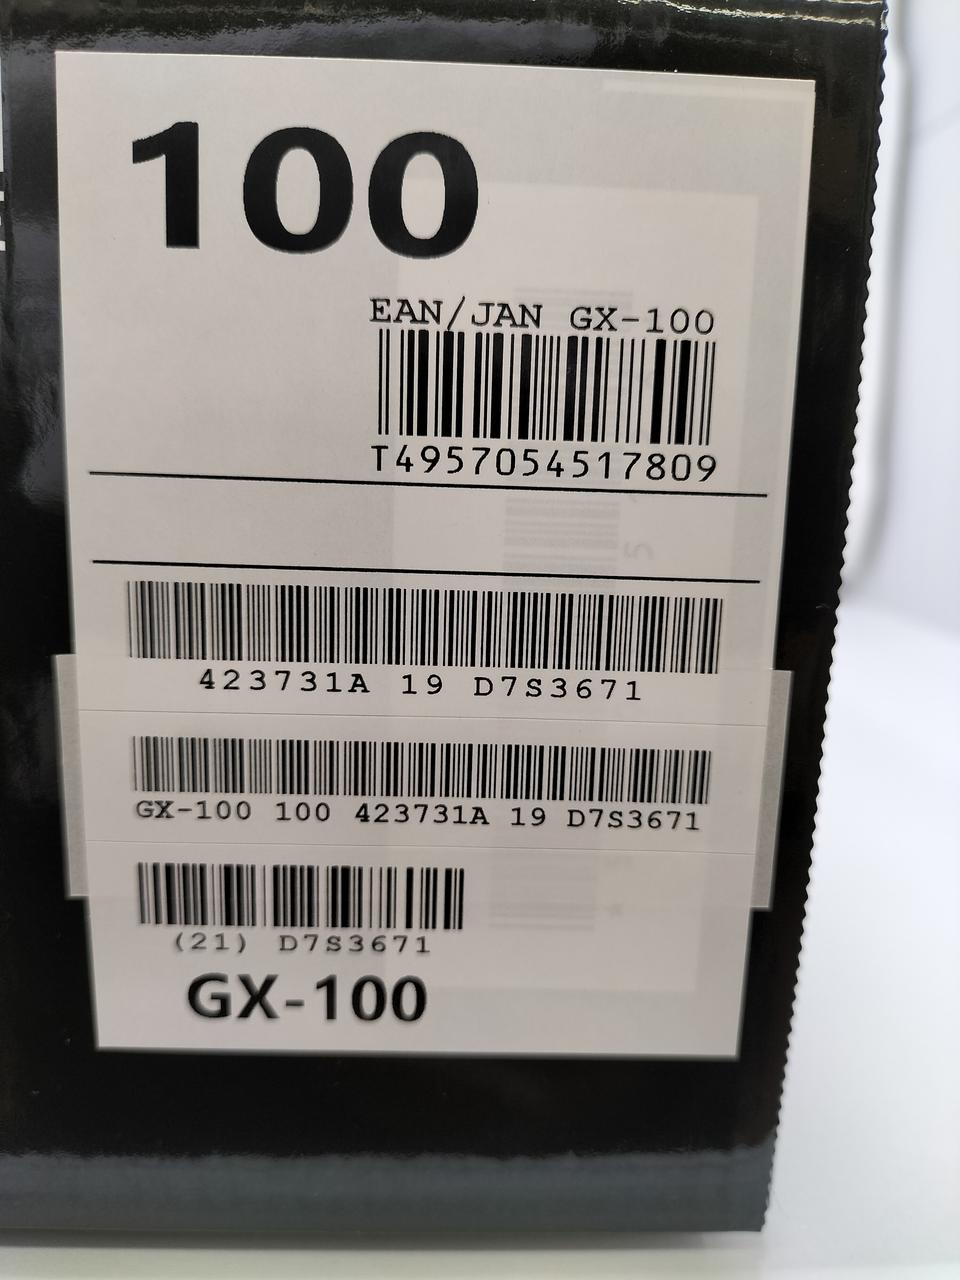 100
EAN/JAN GX-100
T4957054517809
423731A 19 D7S3671
GX-100 100 423731A 19 D7S3671
(21) D7S3671
GX-100